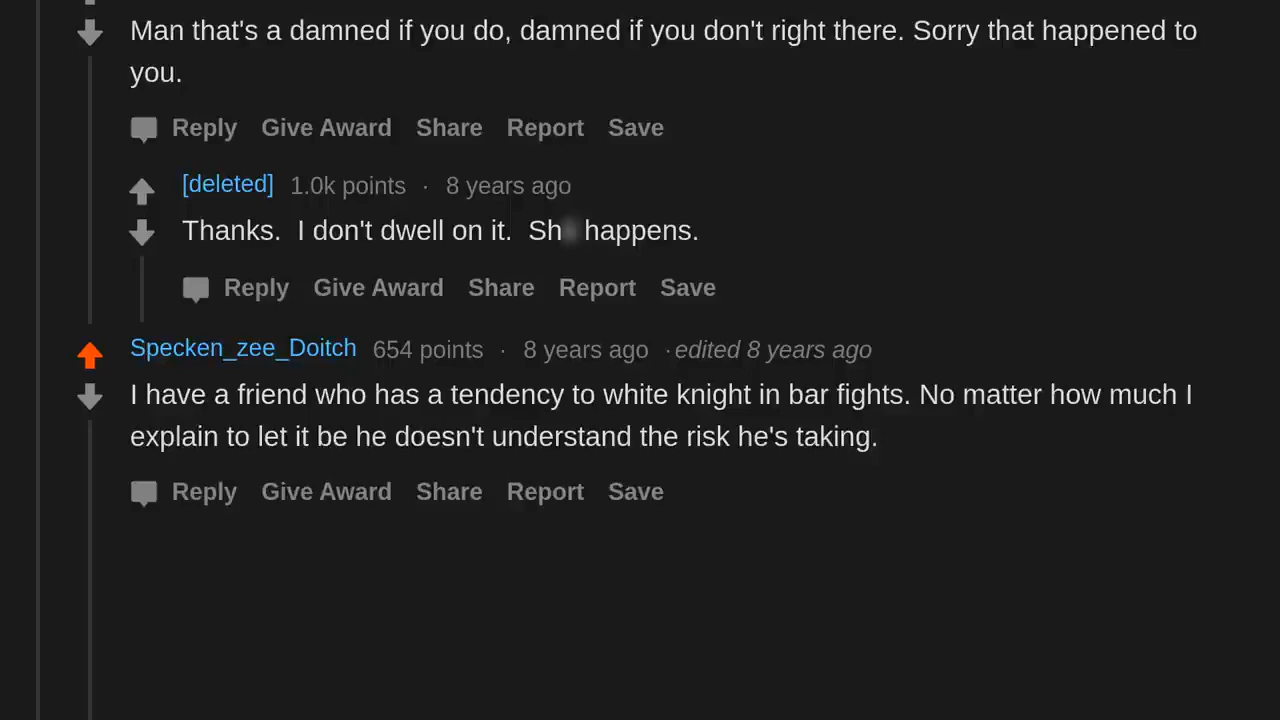 Man that's a damned if you do, damned if you don't right there. Sorry that happened to
you.
Reply Give Award Share Report Save
[deleted] 1.0k points · 8 years ago
Thanks. I don't dwell on it. Sh happens.
Reply Give Award Share Report Save
Specken_zee_Doitch 654 points · 8 years ago · edited 8 years ago
I have a friend who has a tendency to white knight in bar fights. No matter how much I
explain to let it be he doesn't understand the risk he's taking.
Reply Give Award Share Report Save